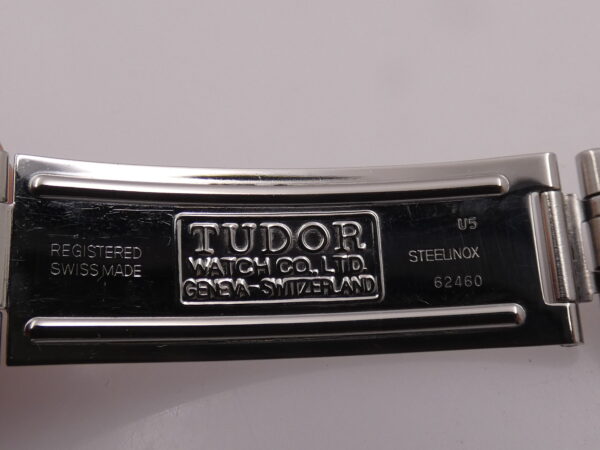 REGISTERED
SWISS MADE
TUDOR
WATCH CO. LTD.
GENEVA-SWITZERLAND
U5
STEELINOX
62460